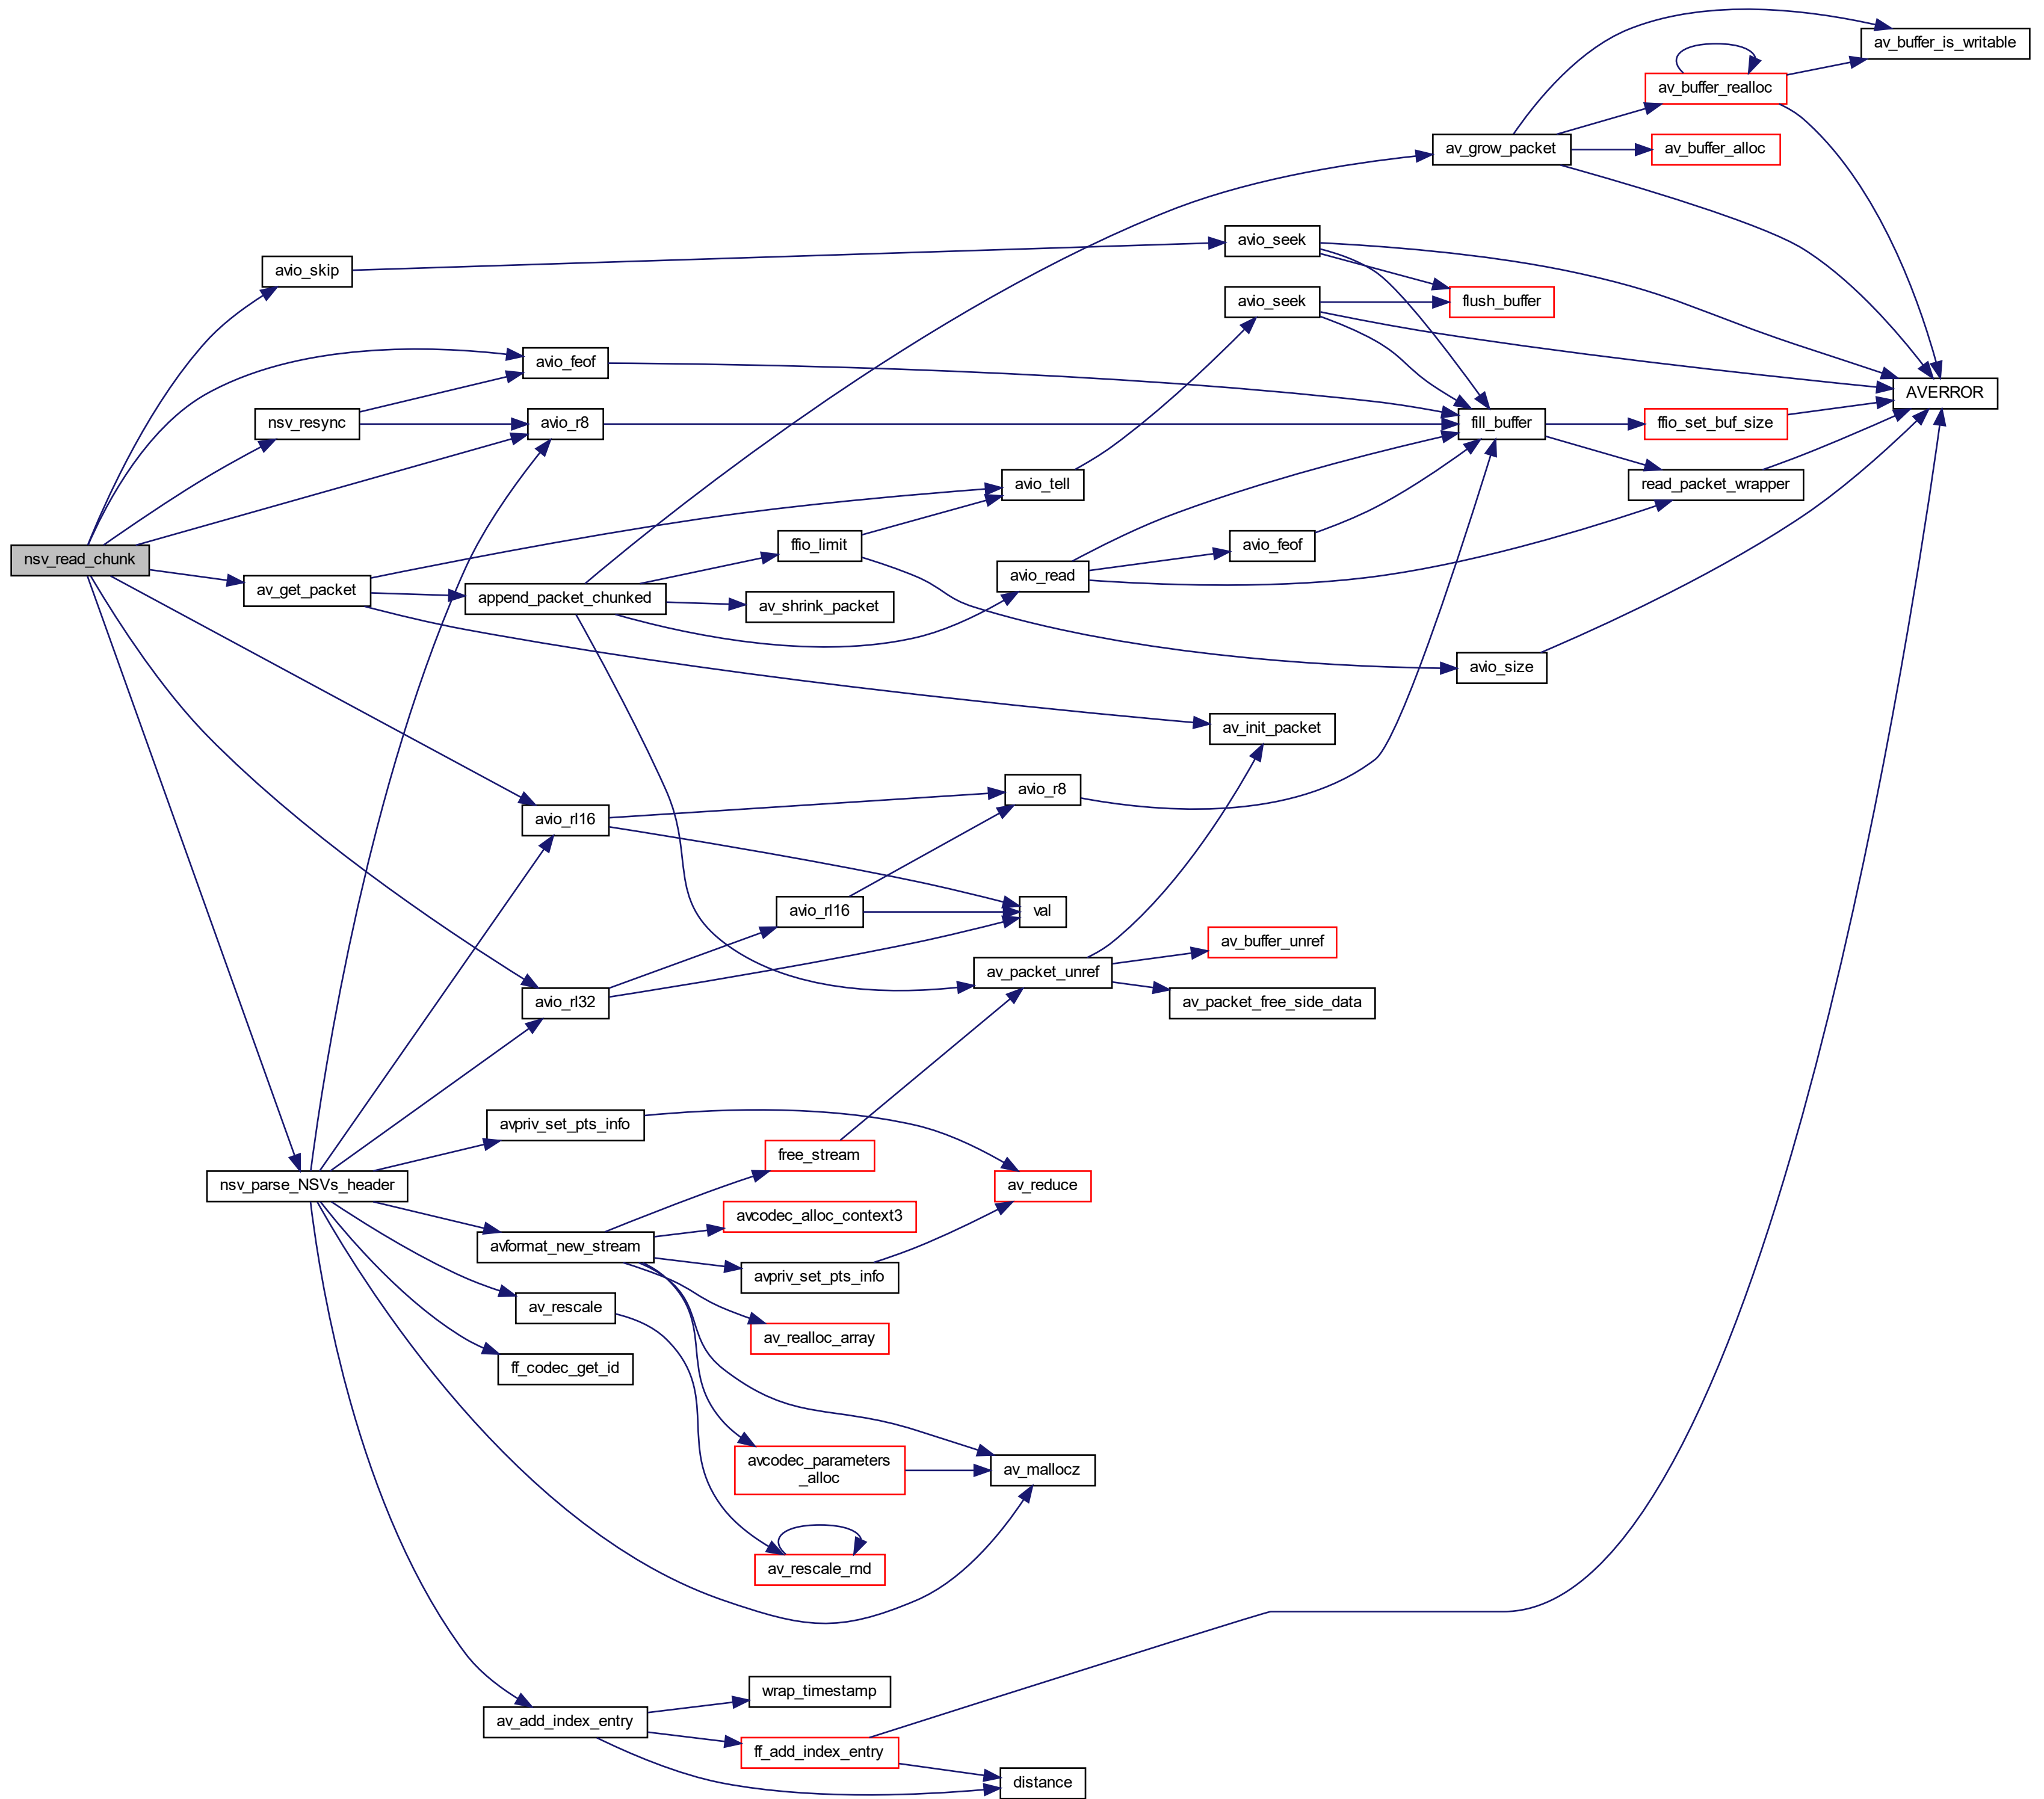 av_buffer_is_writable
av_buffer_realloc
av_grow_packet
av_buffer_alloc
avio_seek
avio_skip
avio_seek
flush_buffer
avio_feof
AVERROR
nsv_resync
avio_r8
fill_buffer
ffio_set_buf_size
avio_tell
read_packet_wrapper
ffio_limit
avio_feof
nsv_read_chunk
avio_read
av_get_packet
append_packet_chunked
av_shrink_packet
avio_size
av_init_packet
avio_r8
avio_rl16
avio_rl16
val
av_buffer_unref
av_packet_unref
avio_rl32
av_packet_free_side_data
avpriv_set_pts_info
free_stream
nsv_parse_NSVs_header
av_reduce
avcodec_alloc_context3
avformat_new_stream
avpriv_set_pts_info
av_rescale
av_realloc_array
ff_codec_get_id
avcodec_parameters
_alloc
av_mallocz
av_rescale_rnd
wrap_timestamp
av_add_index_entry
ff_add_index_entry
distance